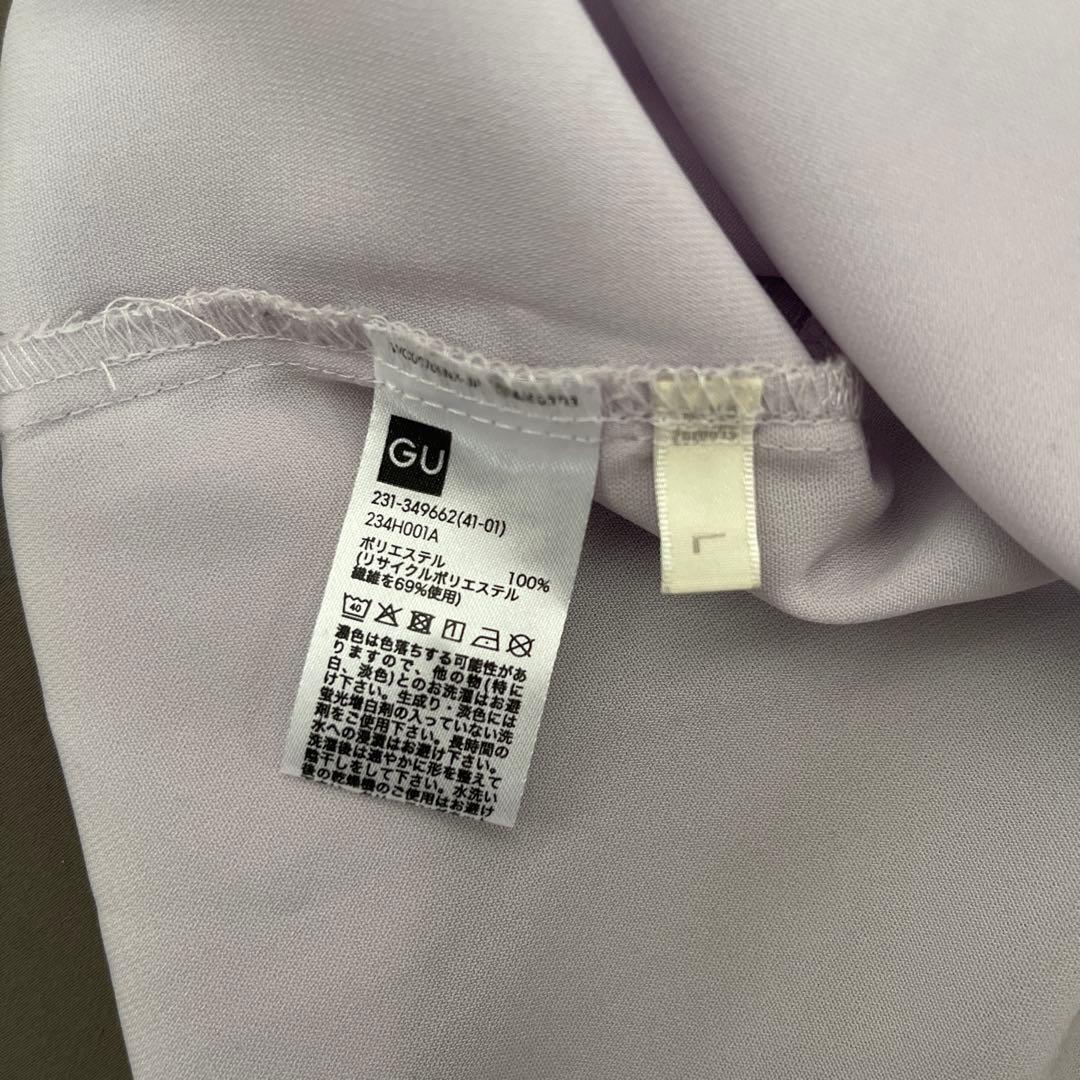 GU
231-349662(41-01)
234H001A
ポリエステル 100%
(リサイクルポリエステル
繊維を69%使用)
40
濃色は色落ちする可能性があ
りますので、他の物(特に
白、淡色)とのお洗濯はお避
け下さい。生成り・淡色には
蛍光増白剤の入っていない洗
剤をご使用下さい。長時間の
水への浸漬はお避け下さい。
洗濯後は速やかに形を整えて
陰干しをして下さい。水洗い
後の乾燥機のご使用はお避け
L